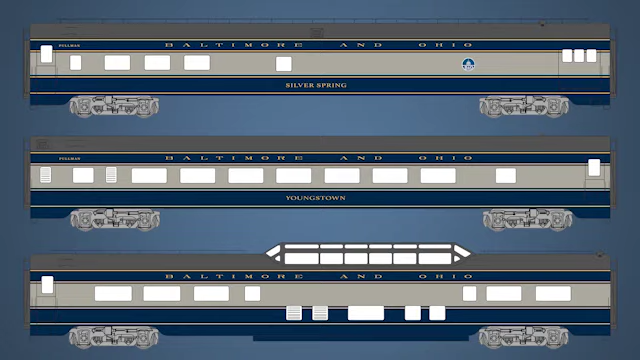 BALTIMORE AND OHIO
PULLMAN
SILVER SPRING
BALTIMORE AND OHIO
PULLMAN
YOUNGSTOWN
BALTIMORE AND OHIO